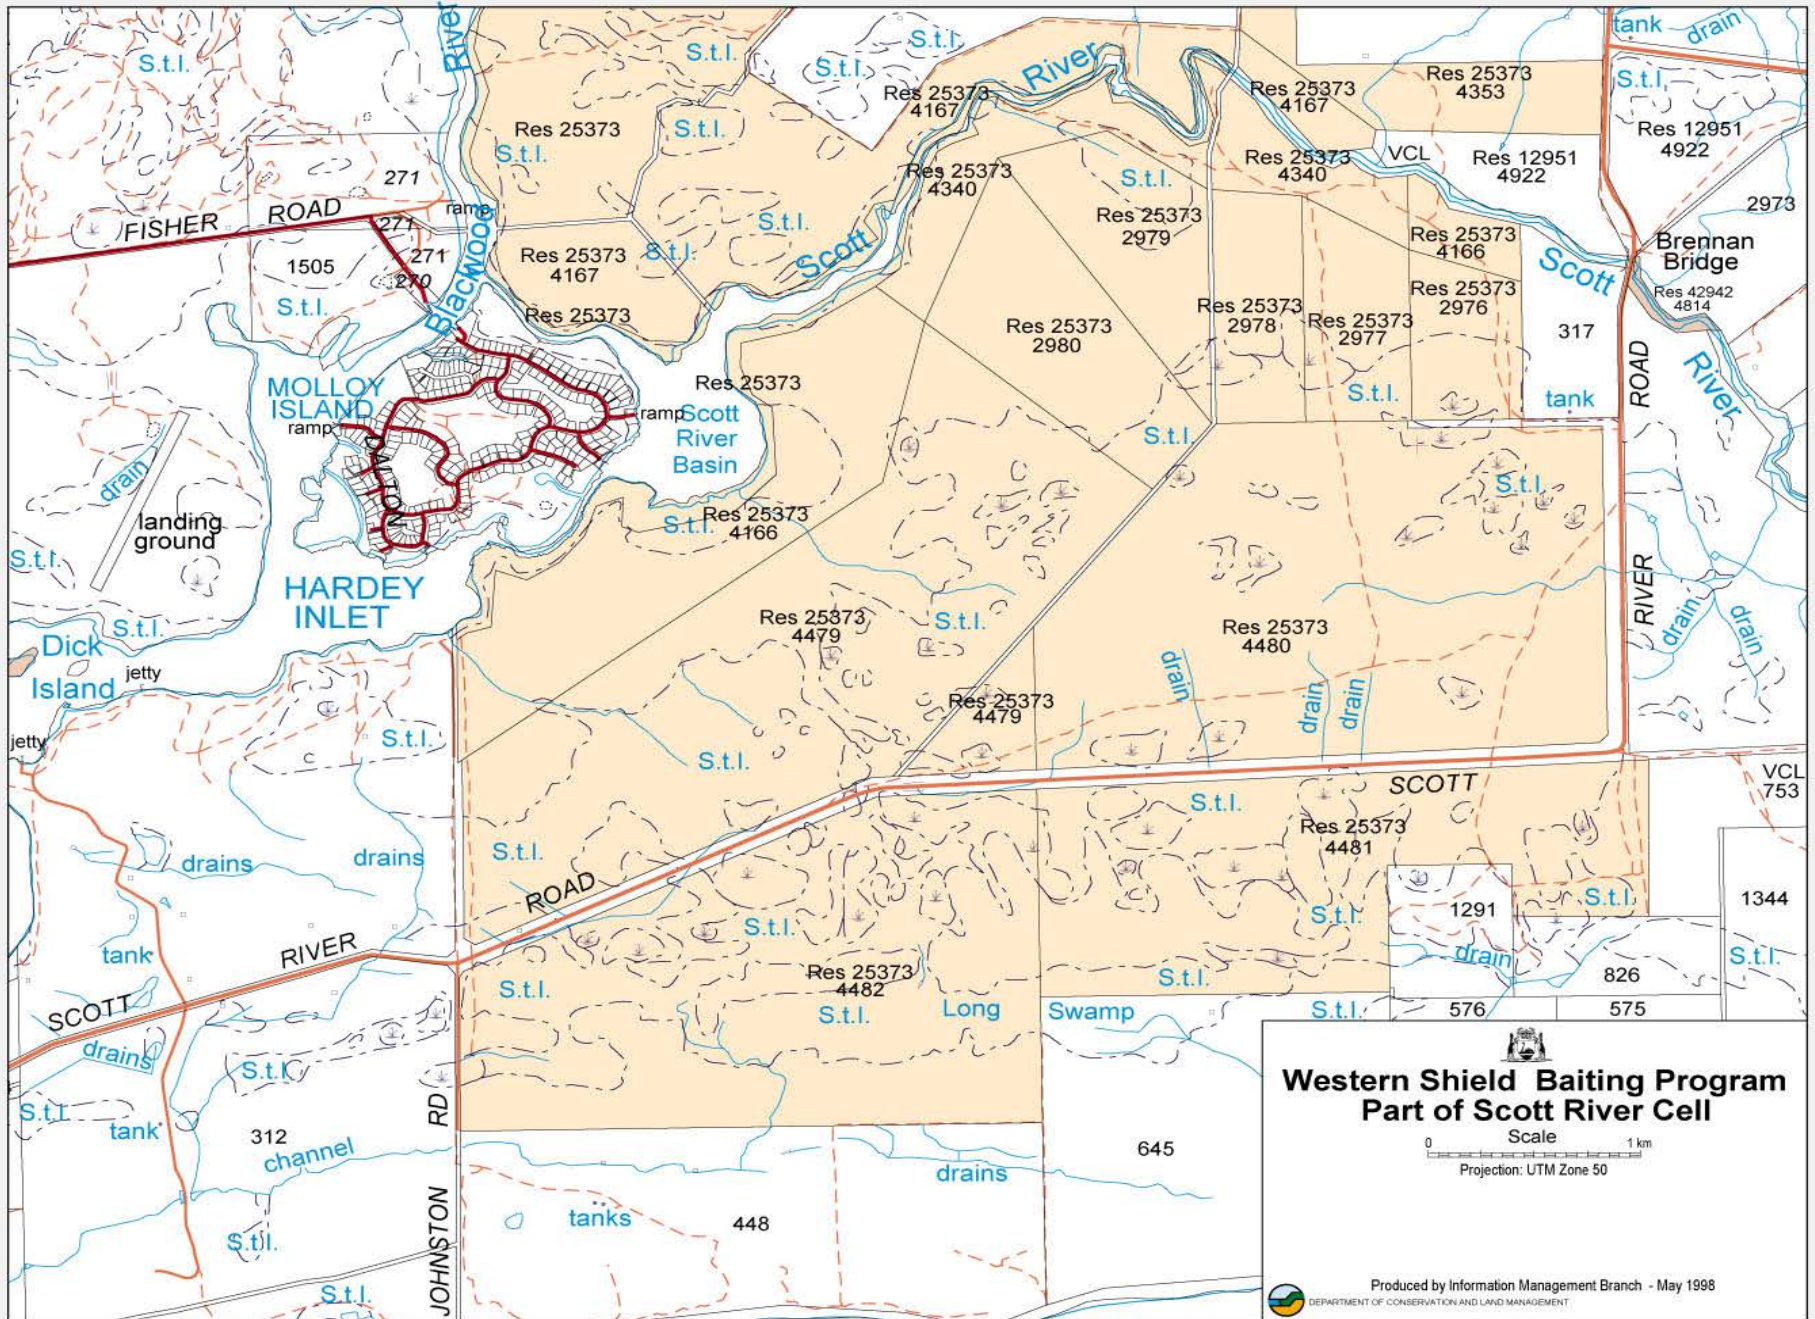 River
S.t.l.
S.t.l.
S.t.l.
S.t.l.
River
tank
drain
S.t.l.
Res 25373
4167
Res 25373
4167
Res 25373
4353
Res 25373
S.t.l.
S.t.l.
Res 12951
4922
VCL
Res 12951
4922
Res 25373
4340
Res 25373
4340
S.t.l.
271
ramp
FISHER
ROAD
271
271
270
1505
S.t.l.
Blackwood
S.t.l.
Res 25373
2979
2973
Res 25373
4167
S.t.l.
Scott
Res 25373
4166
Scott
Brennan
Bridge
Res 25373
2976
Res 42942
4814
Res 25373
Res 25373
2980
Res 25373
2978
Res 25373
2977
317
River
MOLLOY
ISLAND
ramp
DALTON
Res 25373
ramp
Scott
River
Basin
S.t.l.
tank
ROAD
S.t.l.
drain
landing
ground
S.t.l.
S.t.l.
Res 25373
4166
S.t.l.
HARDEY
INLET
RIVER
drain
drain
S.t.l.
Dick
Island
jetty
jetty
Res 25373
4479
S.t.l.
Res 25373
4480
drain
drain
drain
Res 25373
4479
S.t.l.
S.t.l.
SCOTT
VCL
753
S.t.l.
Res 25373
4481
drains
drains
S.t.l.
ROAD
1291
S.t.l.
1344
S.t.l.
S.t.l.
tank
RIVER
drain
S.t.l.
826
SCOTT
S.t.l.
Res 25373
4482
S.t.l.
Long
Swamp
S.t.l.
S.t.l.
576
575
drains
S.t.l.
S.t.l.
tank
312
channel
RD
645
drains
tanks
448
S.t.l.
JOHNSTON
S.t.l.
Western Shield Baiting Program
Part of Scott River Cell
Scale
0 1 km
Projection: UTM Zone 50
Produced by Information Management Branch - May 1998
DEPARTMENT OF CONSERVATION AND LAND MANAGEMENT